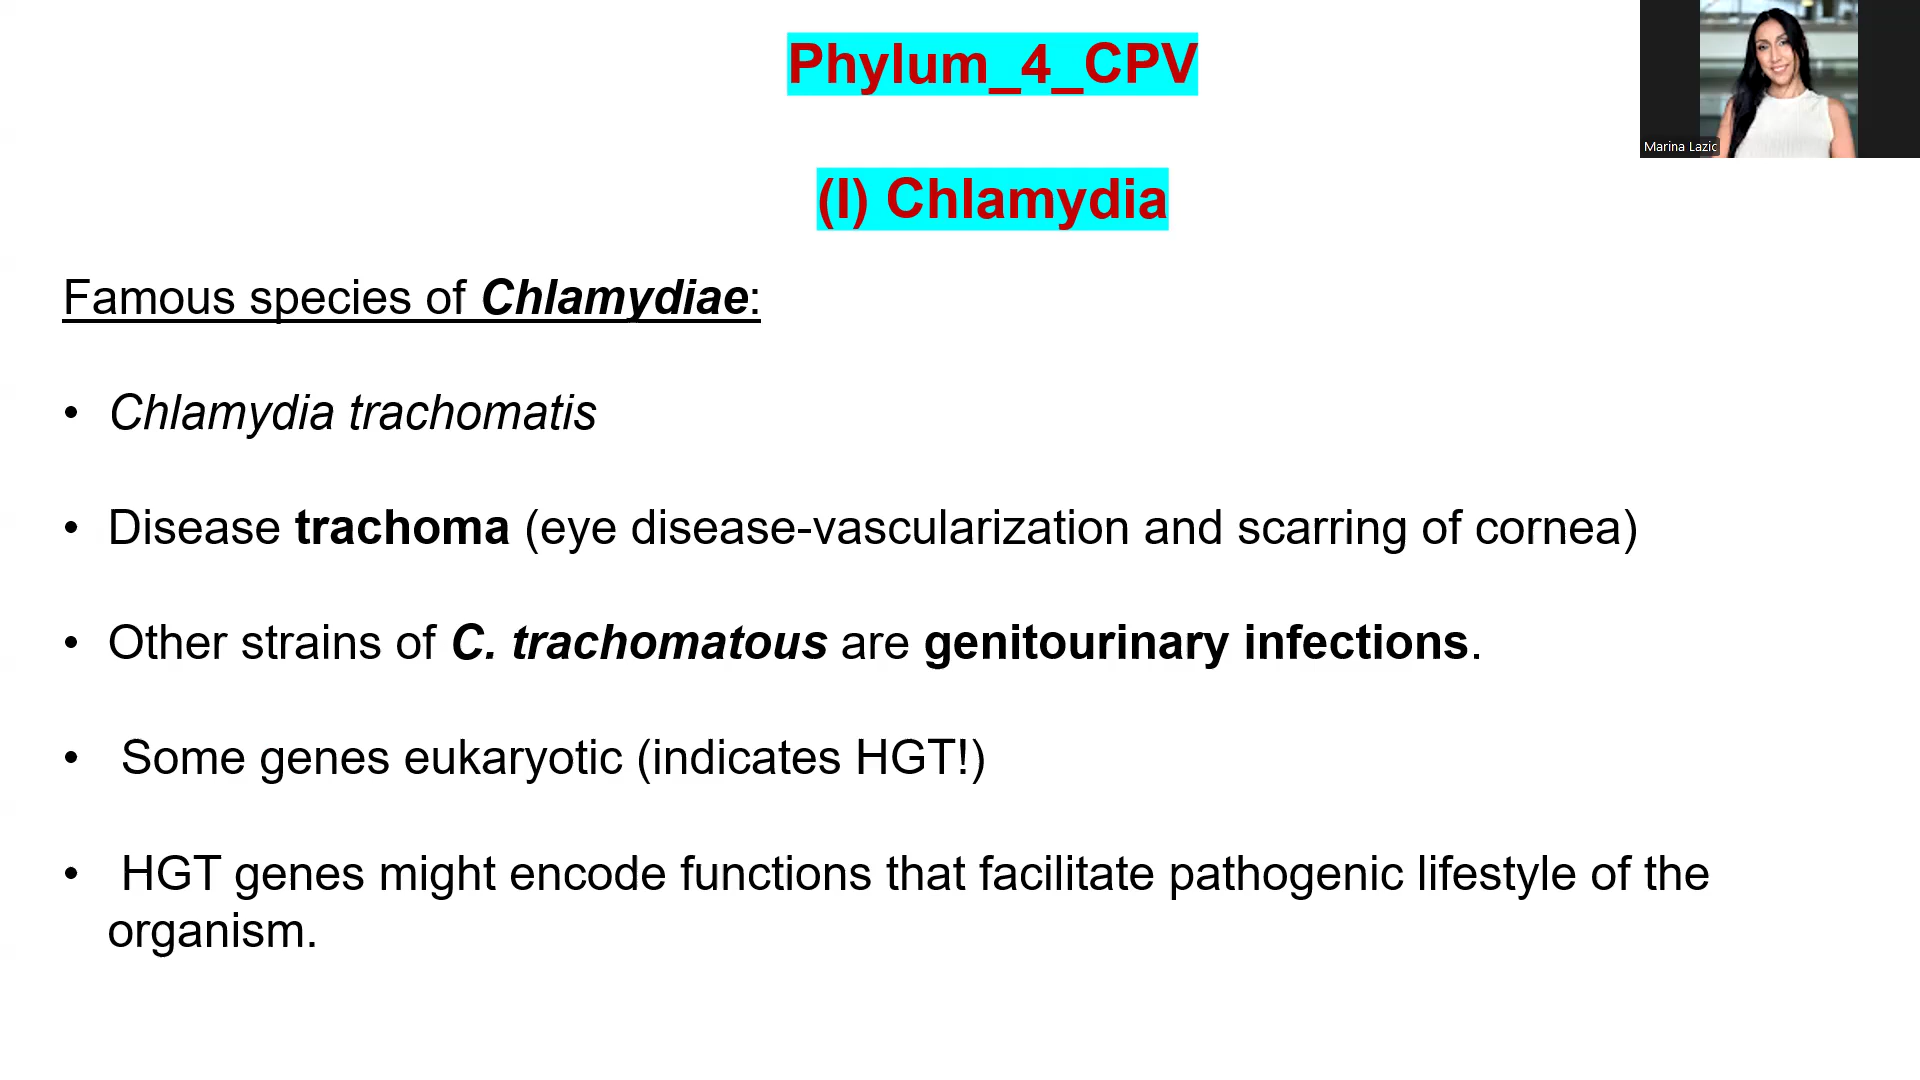 Phylum_4_CPV
Marina Lazic
(I) Chlamydia
Famous species of Chlamydiae:
• Chlamydia trachomatis
• Disease trachoma (eye disease-vascularization and scarring of cornea)
• Other strains of C. trachomatous are genitourinary infections.
• Some genes eukaryotic (indicates HGT!)
• HGT genes might encode functions that facilitate pathogenic lifestyle of the
organism.